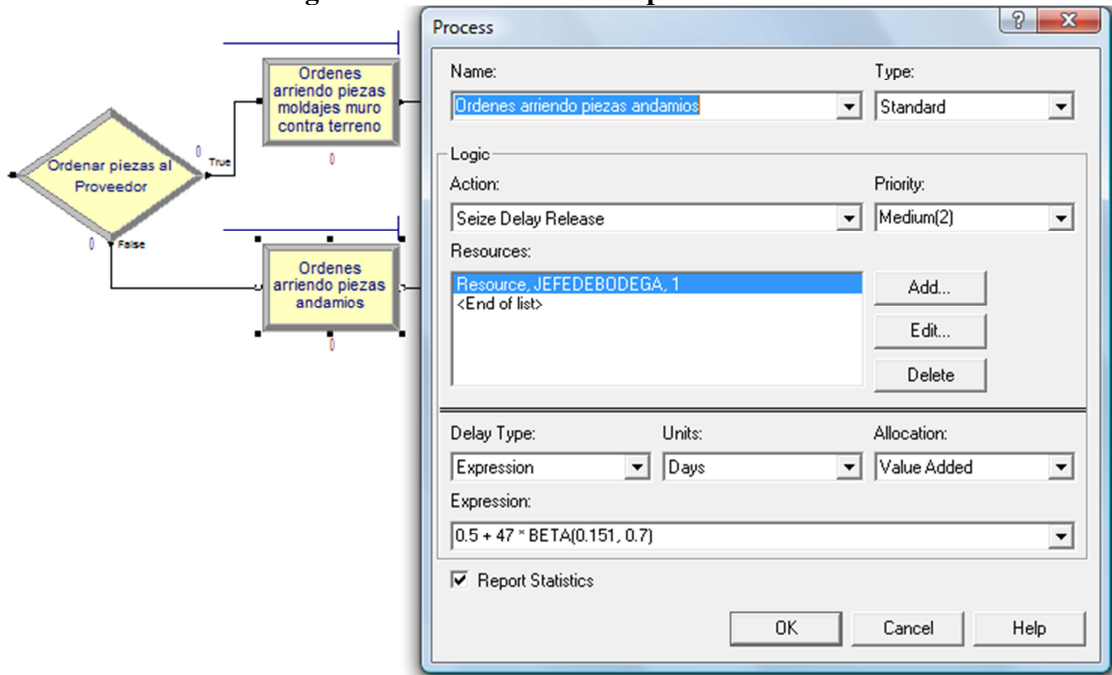 Process
Ordenes
arriendo piezas
moldajes muro
contra terreno
0
Ordenar piezas al
Proveedor
0
True
0
False
Ordenes
arriendo piezas
andamios
0
Name:
Type:
Ordenes arriendo piezas andamios
Standard
Logic
Action:
Priority:
Seize Delay Release
Medium(2)
Resources:
Resource, JEFEDEBODEGA, 1
<End of list>
Add...
Edit...
Delete
Delay Type:
Units:
Allocation:
Expression
Days
Value Added
Expression:
0.5 + 47 * BETA(0.151, 0.7)
Report Statistics
OK
Cancel
Help